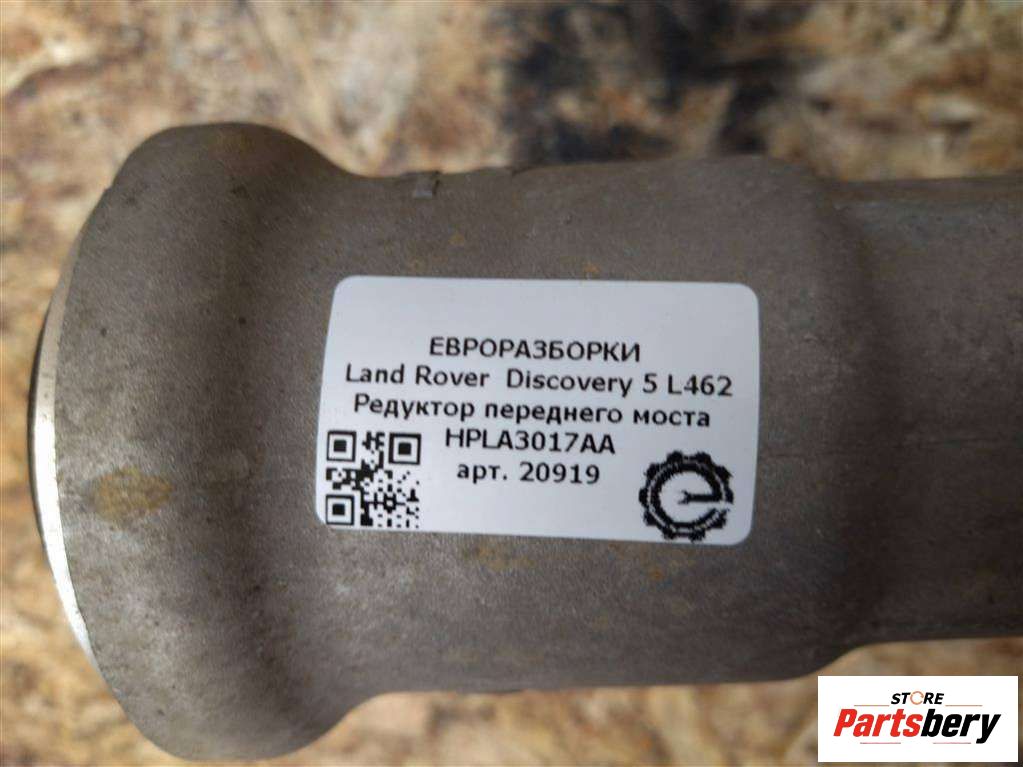 ЕВРОРАЗБОРКИ
Land Rover Discovery 5 L462
Редуктор переднего моста
HPLA3017AA
арт. 20919
STORE
Partsbery